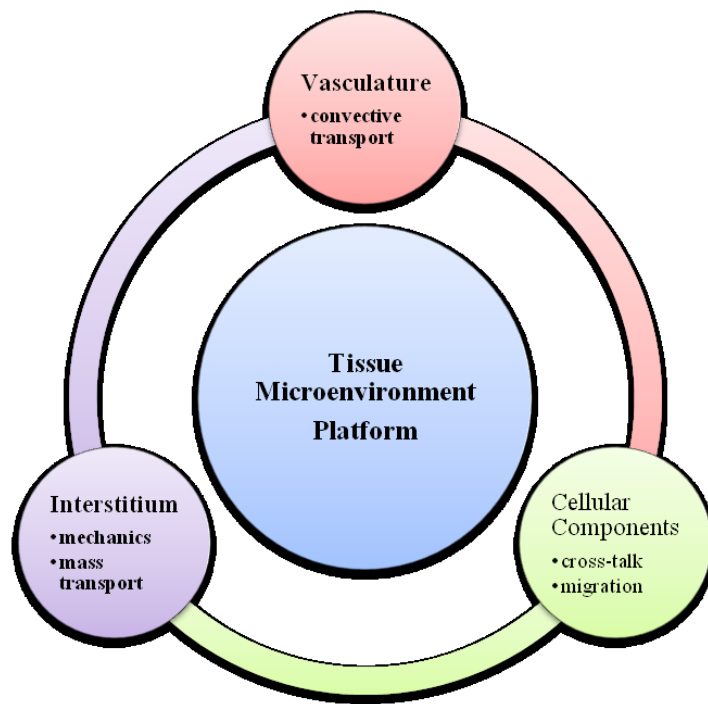 Vasculature
•convective
transport
Tissue
Microenvironment
Platform
Interstitium
•mechanics
•mass
transport
Cellular
Components
•cross-talk
•migration